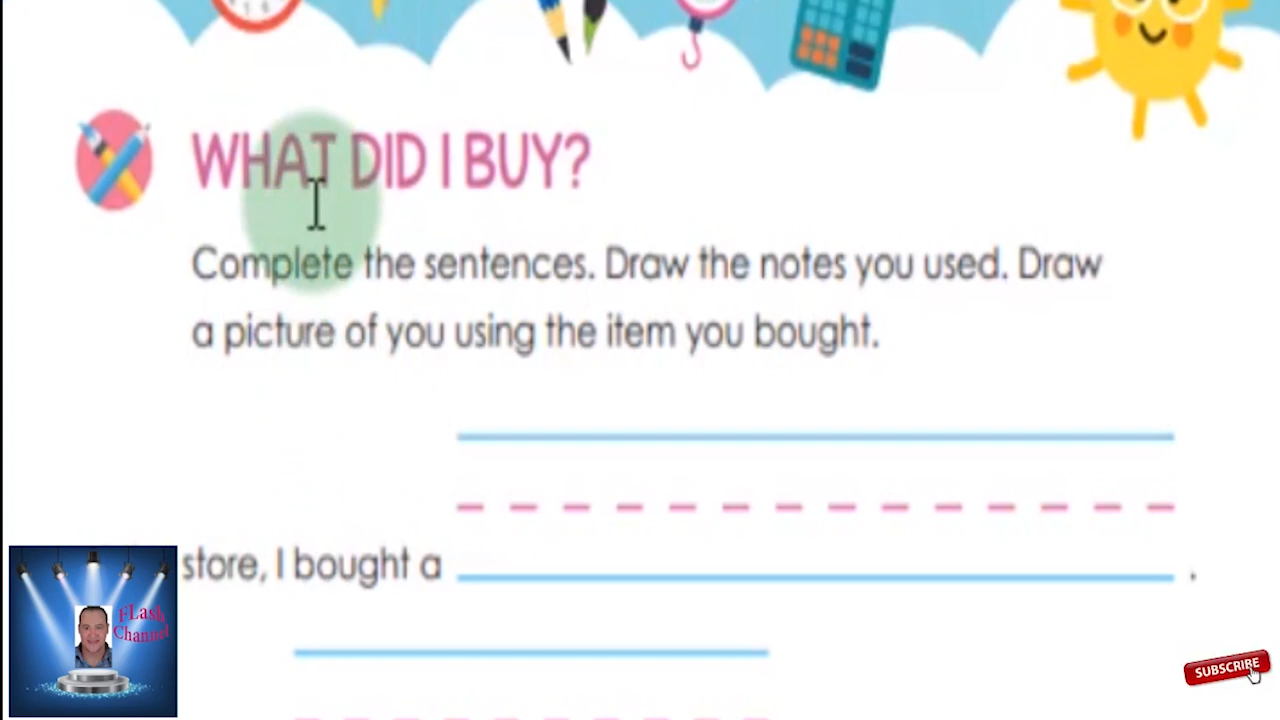 WHAT DID I BUY?
Complete the sentences. Draw the notes you used. Draw
a picture of you using the item you bought.
store, I bought a .
FLash
Channel
SUBSCRIBE